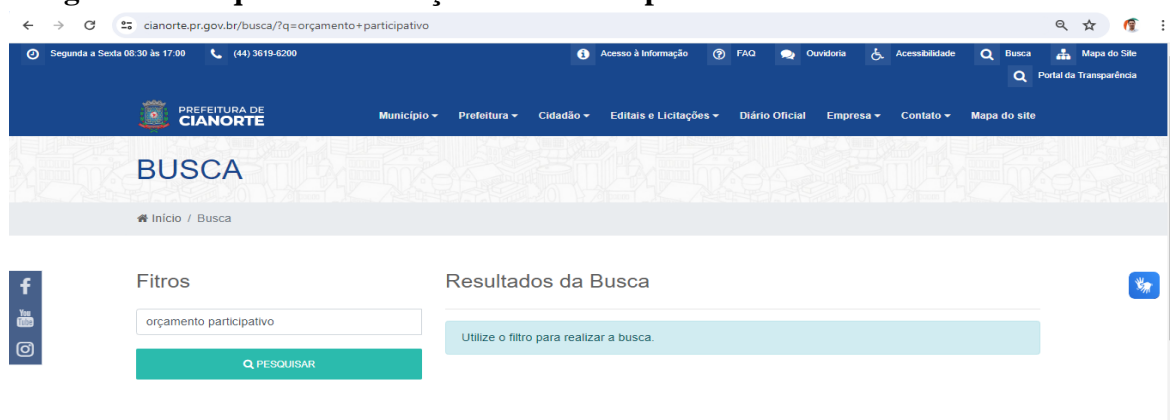 cianorte.pr.gov.br/busca/?q=orçamento+participativo
Segunda a Sexta 08:30 às 17:00 (44) 3619-6200 Acesso à Informação FAQ Ouvidoria Acessibilidade Busca Mapa do Site
Portal da Transparência
PREFEITURA DE
CIANORTE
Município Prefeitura Cidadão Editais e Licitações Diário Oficial Empresa Contato Mapa do site
BUSCA
Início / Busca
Fitros
Resultados da Busca
orçamento participativo
Utilize o filtro para realizar a busca.
PESQUISAR
You
Tube